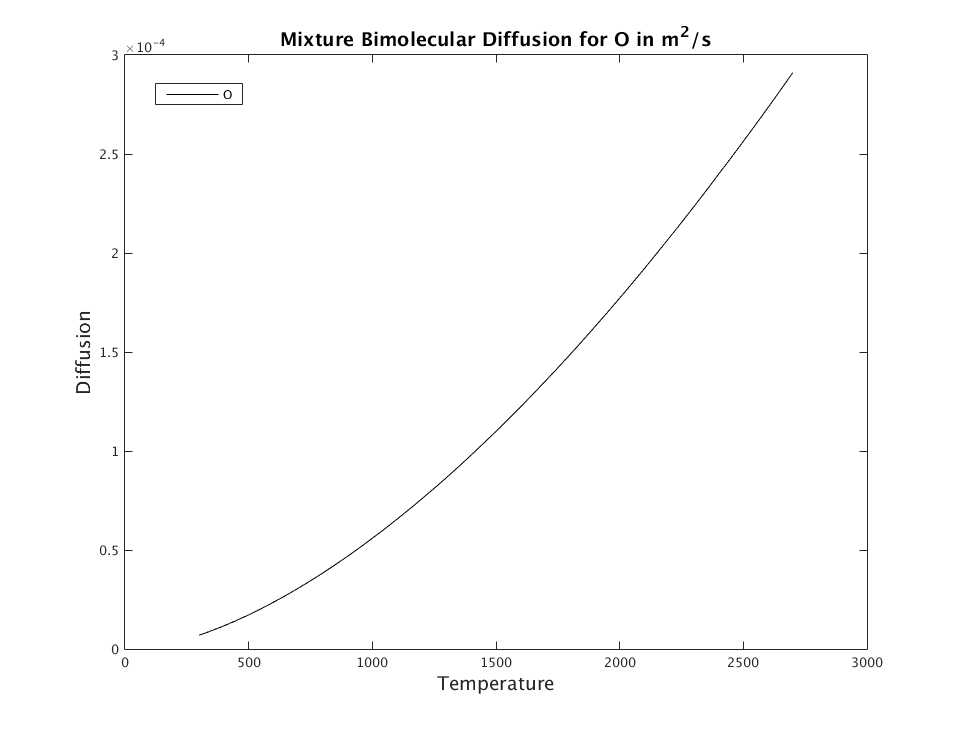 Mixture Bimolecular Diffusion for O in m²/s
×10⁻⁴
O
3
2.5
2
1.5
1
0.5
0
Diffusion
0 500 1000 1500 2000 2500 3000
Temperature